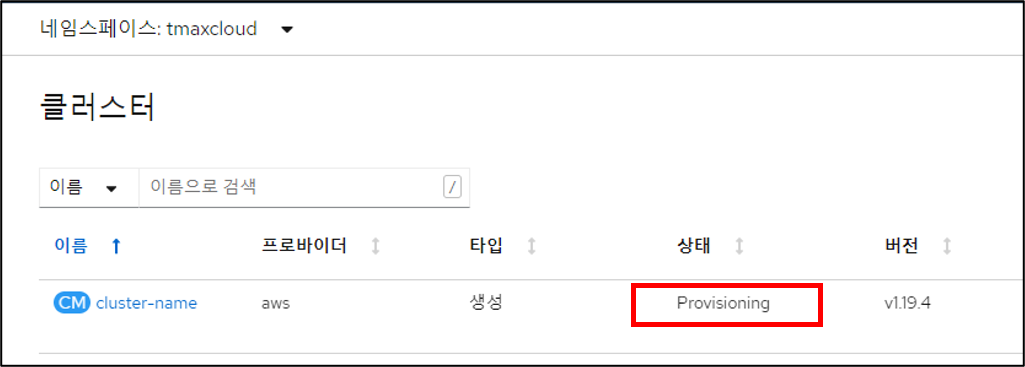 네임스페이스: tmaxcloud
클러스터
이름 이름으로 검색 /
이름 프로바이더 타입 상태 버전
CM cluster-name aws 생성 Provisioning v1.19.4